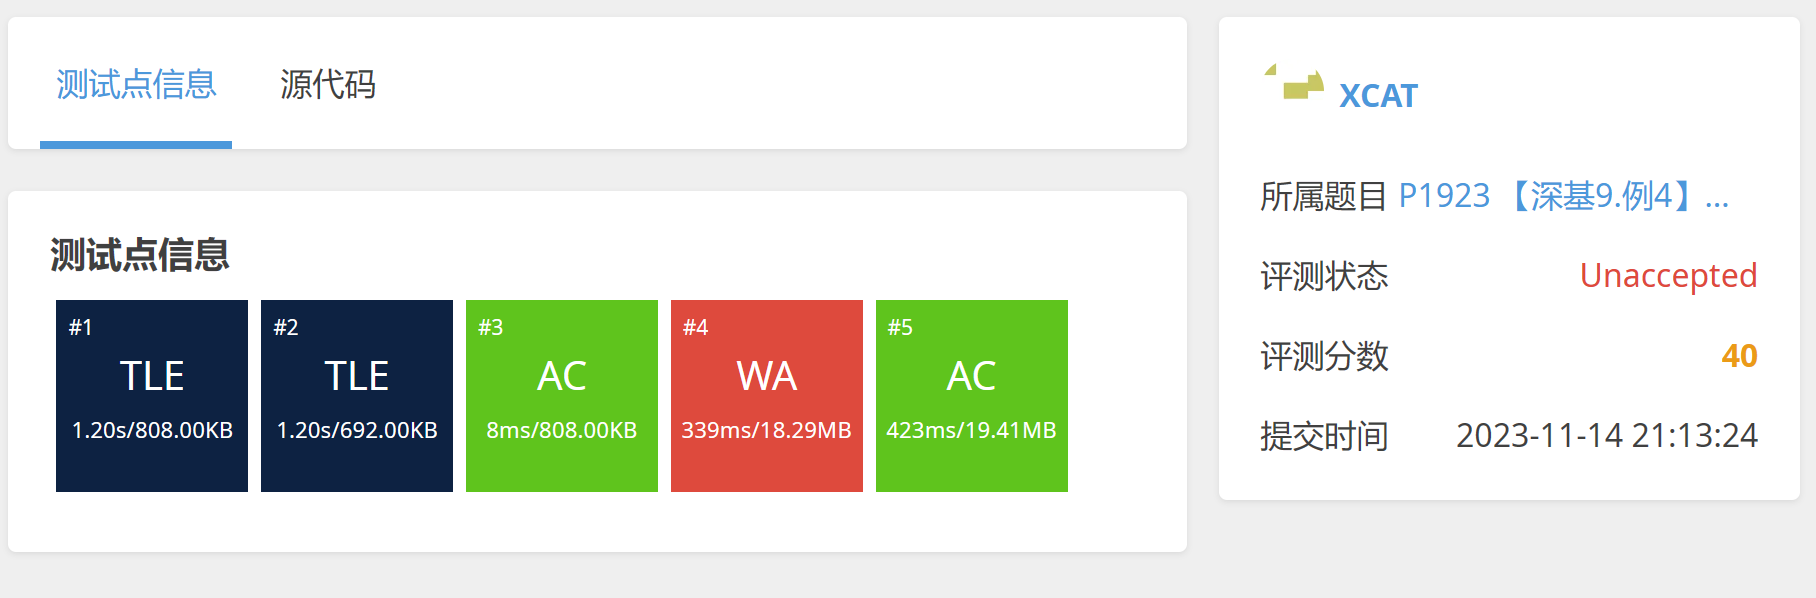 测试点信息 源代码
测试点信息
#1 #2 #3 #4 #5
TLE TLE AC WA AC
1.20s/808.00KB 1.20s/692.00KB 8ms/808.00KB 339ms/18.29MB 423ms/19.41MB
XCAT
所属题目 P1923 【深基9.例4】...
评测状态 Unaccepted
评测分数 40
提交时间 2023-11-14 21:13:24